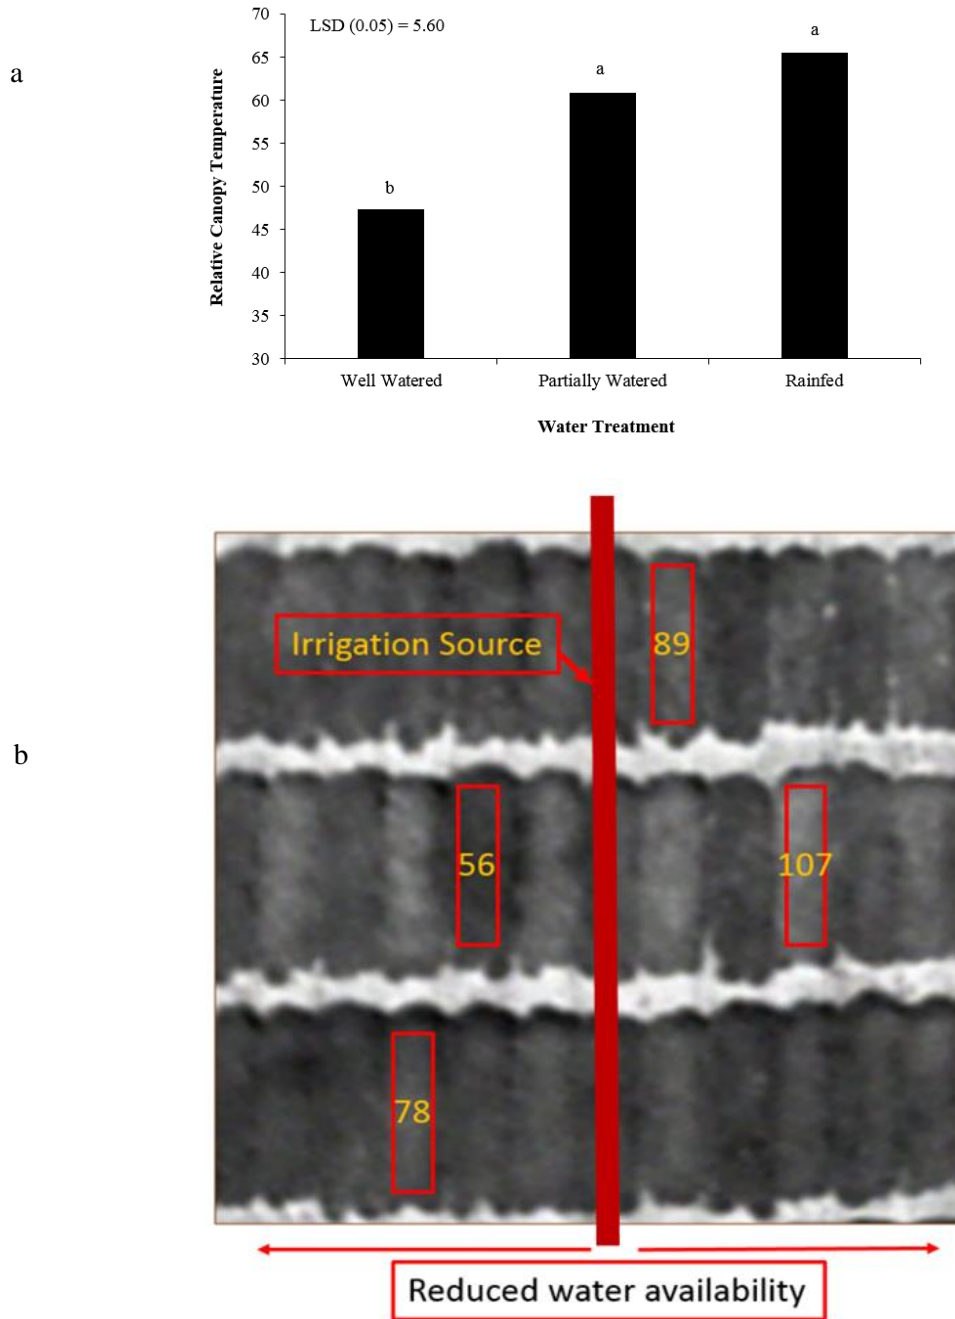 a
70
LSD (0.05) = 5.60
65
60
55
50
45
40
35
30
Relative Canopy Temperature
b
a
a
Well Watered
Partially Watered
Rainfed
Water Treatment
b
Irrigation Source
89
56
107
78
Reduced water availability